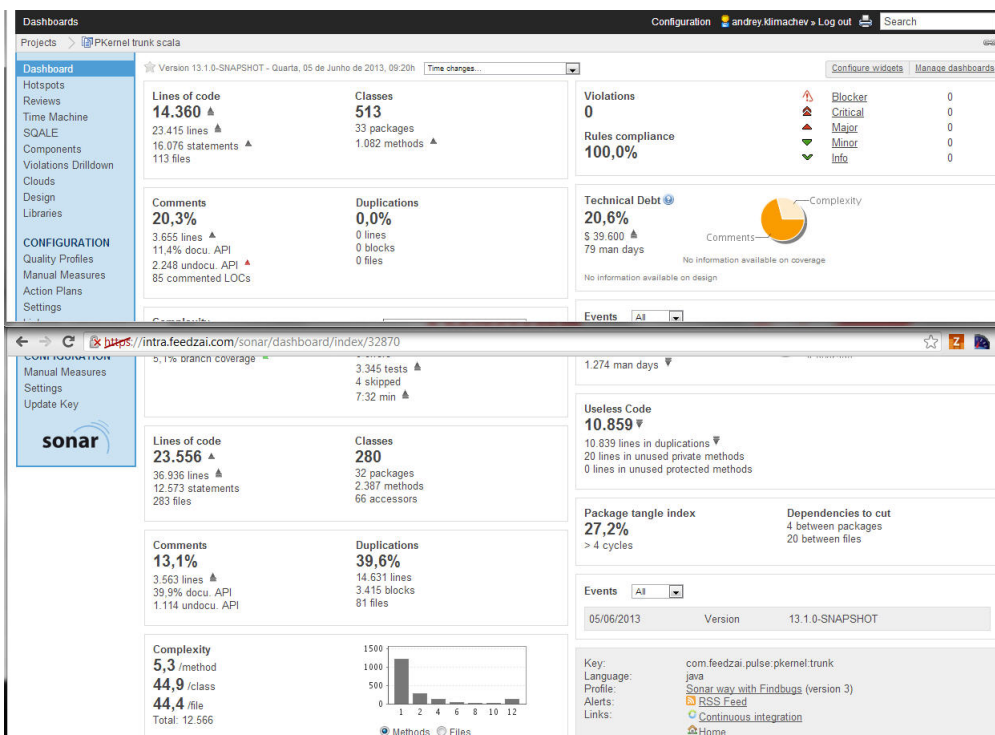 Dashboards
Configuration andrey.klimachev » Log out Search
Projects PKernel trunk scala
Dashboard
Hotspots
Reviews
Time Machine
SQALE
Components
Violations Drilldown
Clouds
Design
Libraries
CONFIGURATION
Quality Profiles
Manual Measures
Action Plans
Settings
Version 13.1.0-SNAPSHOT - Quarta, 05 de Junho de 2013, 09:20h Time changes...
Configure widgets Manage dashboards
Lines of code
14.360
23.415 lines
16.076 statements
113 files
Classes
513
33 packages
1.082 methods
Violations
0
Rules compliance
100,0%
Blocker 0
Critical 0
Major 0
Minor 0
Info 0
Comments
20,3%
3.655 lines
11,4% docu. API
2.248 undocu. API
85 commented LOCs
Duplications
0,0%
0 lines
0 blocks
0 files
Technical Debt
20,6%
$ 39.600
79 man days
Complexity
Comments
No information available on coverage
No information available on design
Complexity
Events All
https://intra.feedzai.com/sonar/dashboard/index/32870
CONFIGURATION
Manual Measures
Settings
Update Key
sonar
5,1% branch coverage
3.345 tests
4 skipped
7:32 min
1.274 man days
Lines of code
23.556
36.936 lines
12.573 statements
283 files
Classes
280
32 packages
2.387 methods
66 accessors
Useless Code
10.859
10.839 lines in duplications
20 lines in unused private methods
0 lines in unused protected methods
Package tangle index
27,2%
> 4 cycles
Dependencies to cut
4 between packages
20 between files
Comments
13,1%
3.563 lines
39,9% docu. API
1.114 undocu. API
Duplications
39,6%
14.631 lines
3.415 blocks
81 files
Events All
05/06/2013 Version 13.1.0-SNAPSHOT
Complexity
5,3 /method
44,9 /class
44,4 /file
Total: 12.566
1500
1000
500
0
1 2 4 6 8 10 12
Methods Files
Key: com.feedzai.pulse:pkernel:trunk
Language: java
Profile: Sonar way with Findbugs (version 3)
Alerts: RSS Feed
Links: Continuous integration
Home